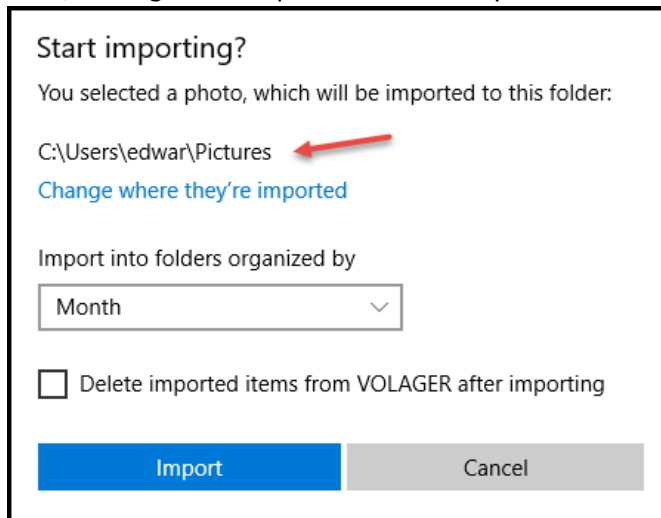 Start importing?
You selected a photo, which will be imported to this folder:
C:\Users\edwar\Pictures
Change where they're imported
Import into folders organized by
Month
Delete imported items from VOLAGER after importing
Import Cancel